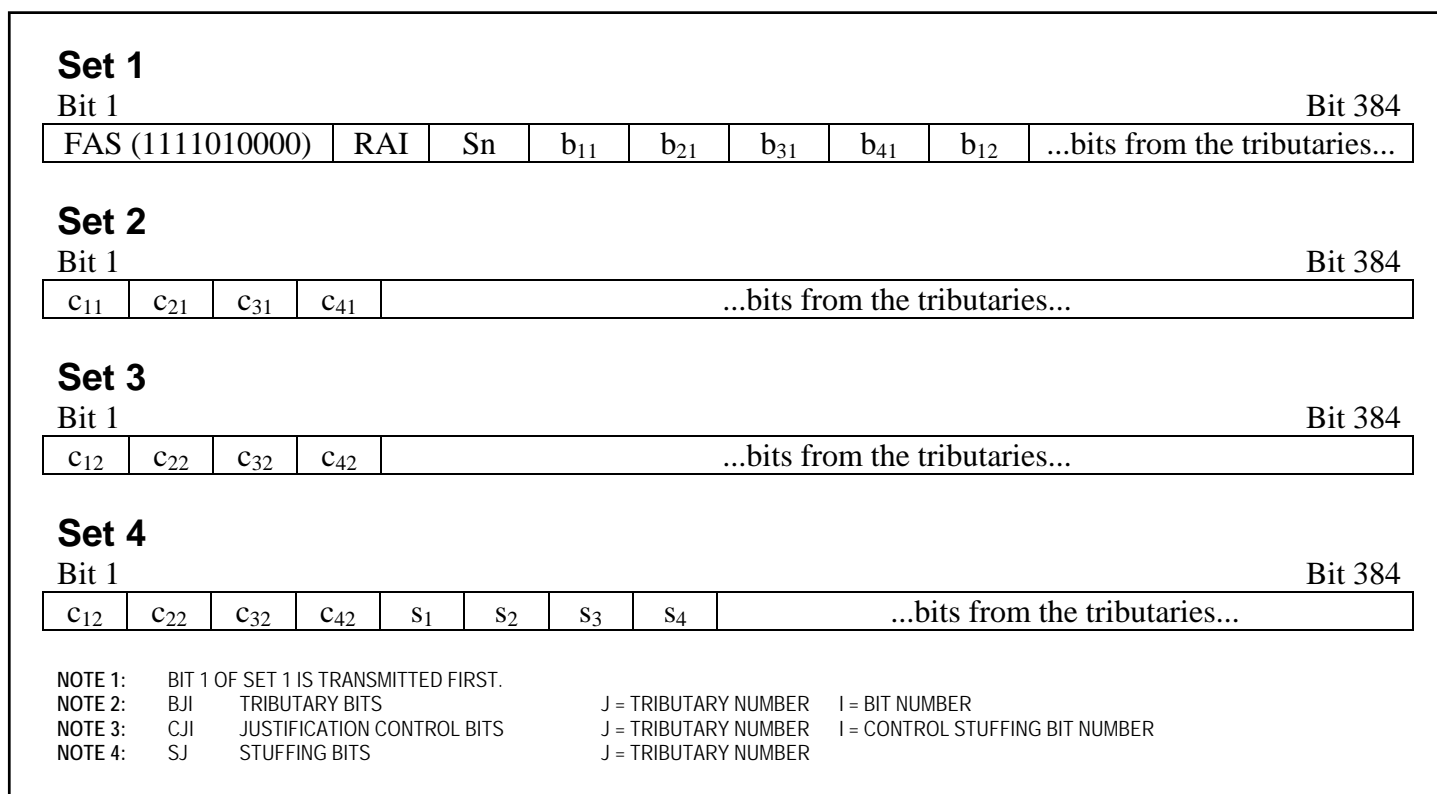 Set 1
Bit 1 Bit 384
FAS (1111010000) RAI Sn b₁₁ b₂₁ b₃₁ b₄₁ b₁₂ ...bits from the tributaries...
Set 2
Bit 1 Bit 384
c₁₁ c₂₁ c₃₁ c₄₁ ...bits from the tributaries...
Set 3
Bit 1 Bit 384
c₁₂ c₂₂ c₃₂ c₄₂ ...bits from the tributaries...
Set 4
Bit 1 Bit 384
c₁₂ c₂₂ c₃₂ c₄₂ s₁ s₂ s₃ s₄ ...bits from the tributaries...
NOTE 1: BIT 1 OF SET 1 IS TRANSMITTED FIRST.
NOTE 2: BJI TRIBUTARY BITS J = TRIBUTARY NUMBER I = BIT NUMBER
NOTE 3: CJI JUSTIFICATION CONTROL BITS J = TRIBUTARY NUMBER I = CONTROL STUFFING BIT NUMBER
NOTE 4: SJ STUFFING BITS J = TRIBUTARY NUMBER